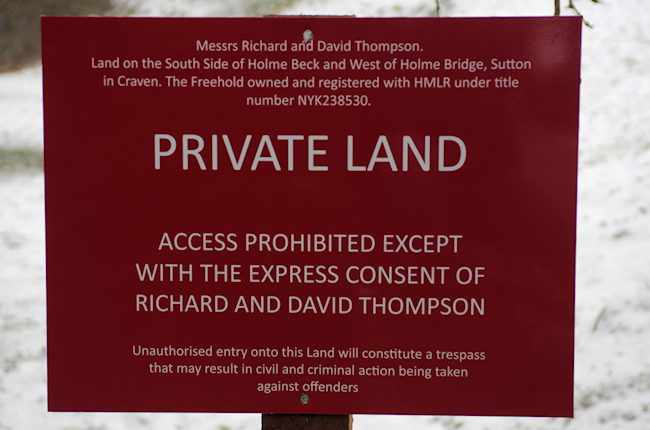 Messrs Richard and David Thompson.
Land on the South Side of Holme Beck and West of Holme Bridge, Sutton
in Craven. The Freehold owned and registered with HMLR under title
number NYK238530.
PRIVATE LAND
ACCESS PROHIBITED EXCEPT
WITH THE EXPRESS CONSENT OF
RICHARD AND DAVID THOMPSON
Unauthorised entry onto this Land will constitute a trespass
that may result in civil and criminal action being taken
against offenders